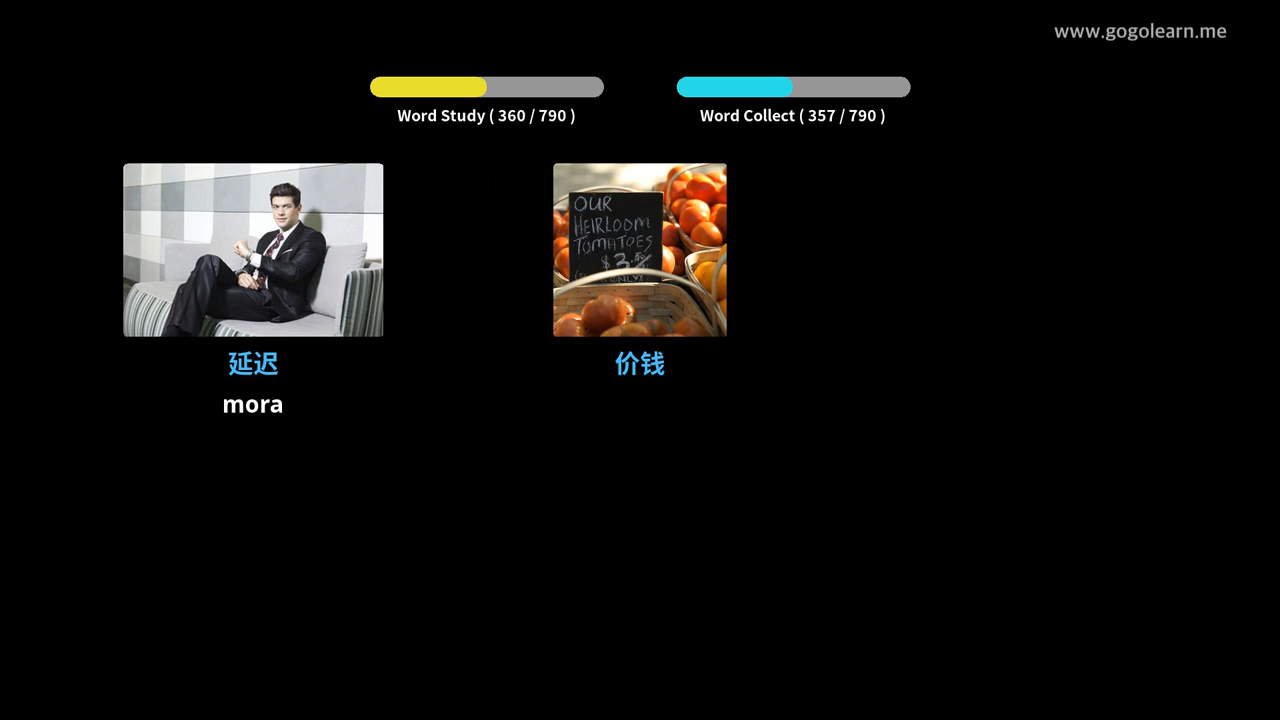 www.gogolearn.me
Word Study ( 360 / 790 )
Word Collect ( 357 / 790 )
OUR
HEIRLOOM
TOMATOES
延迟
价钱
mora